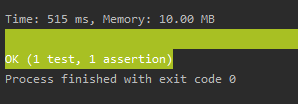 Time: 515 ms, Memory: 10.00 MB
OK (1 test, 1 assertion)
Process finished with exit code 0